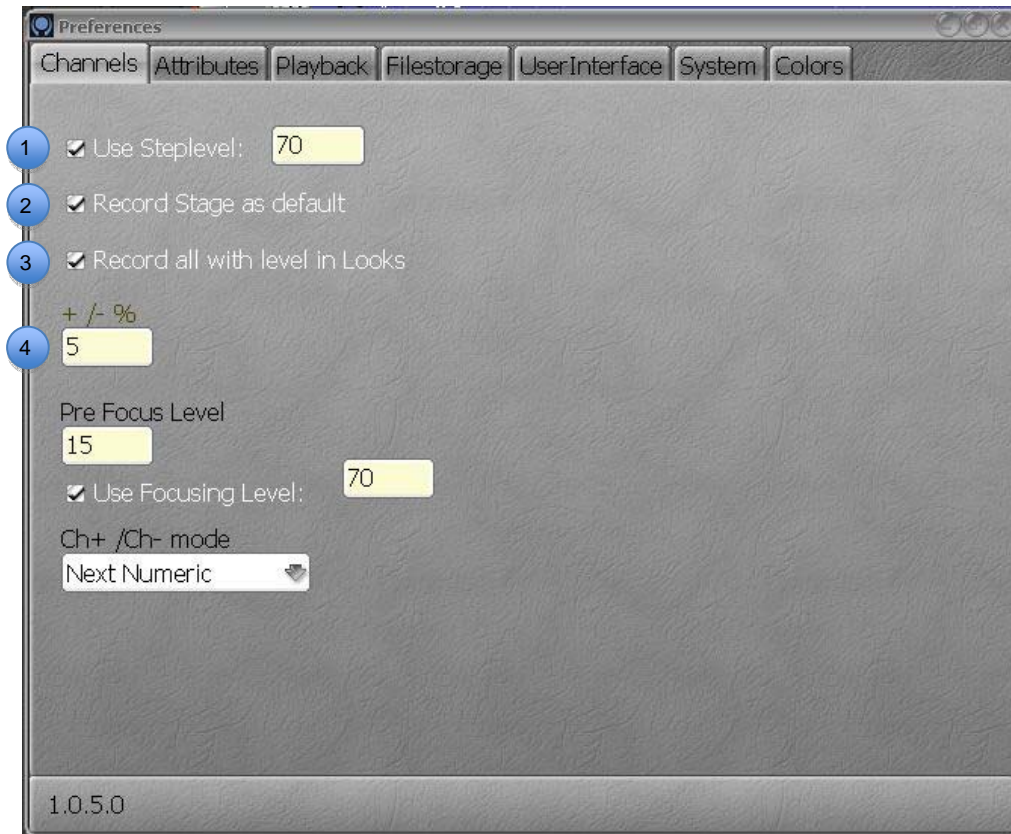 Preferences
Channels Attributes Playback Filestorage UserInterface System Colors
1 Use Steplevel: 70
2 Record Stage as default
3 Record all with level in Looks
+ /- %
4 5
Pre Focus Level
15
Use Focusing Level: 70
Ch+ /Ch- mode
Next Numeric
1.0.5.0